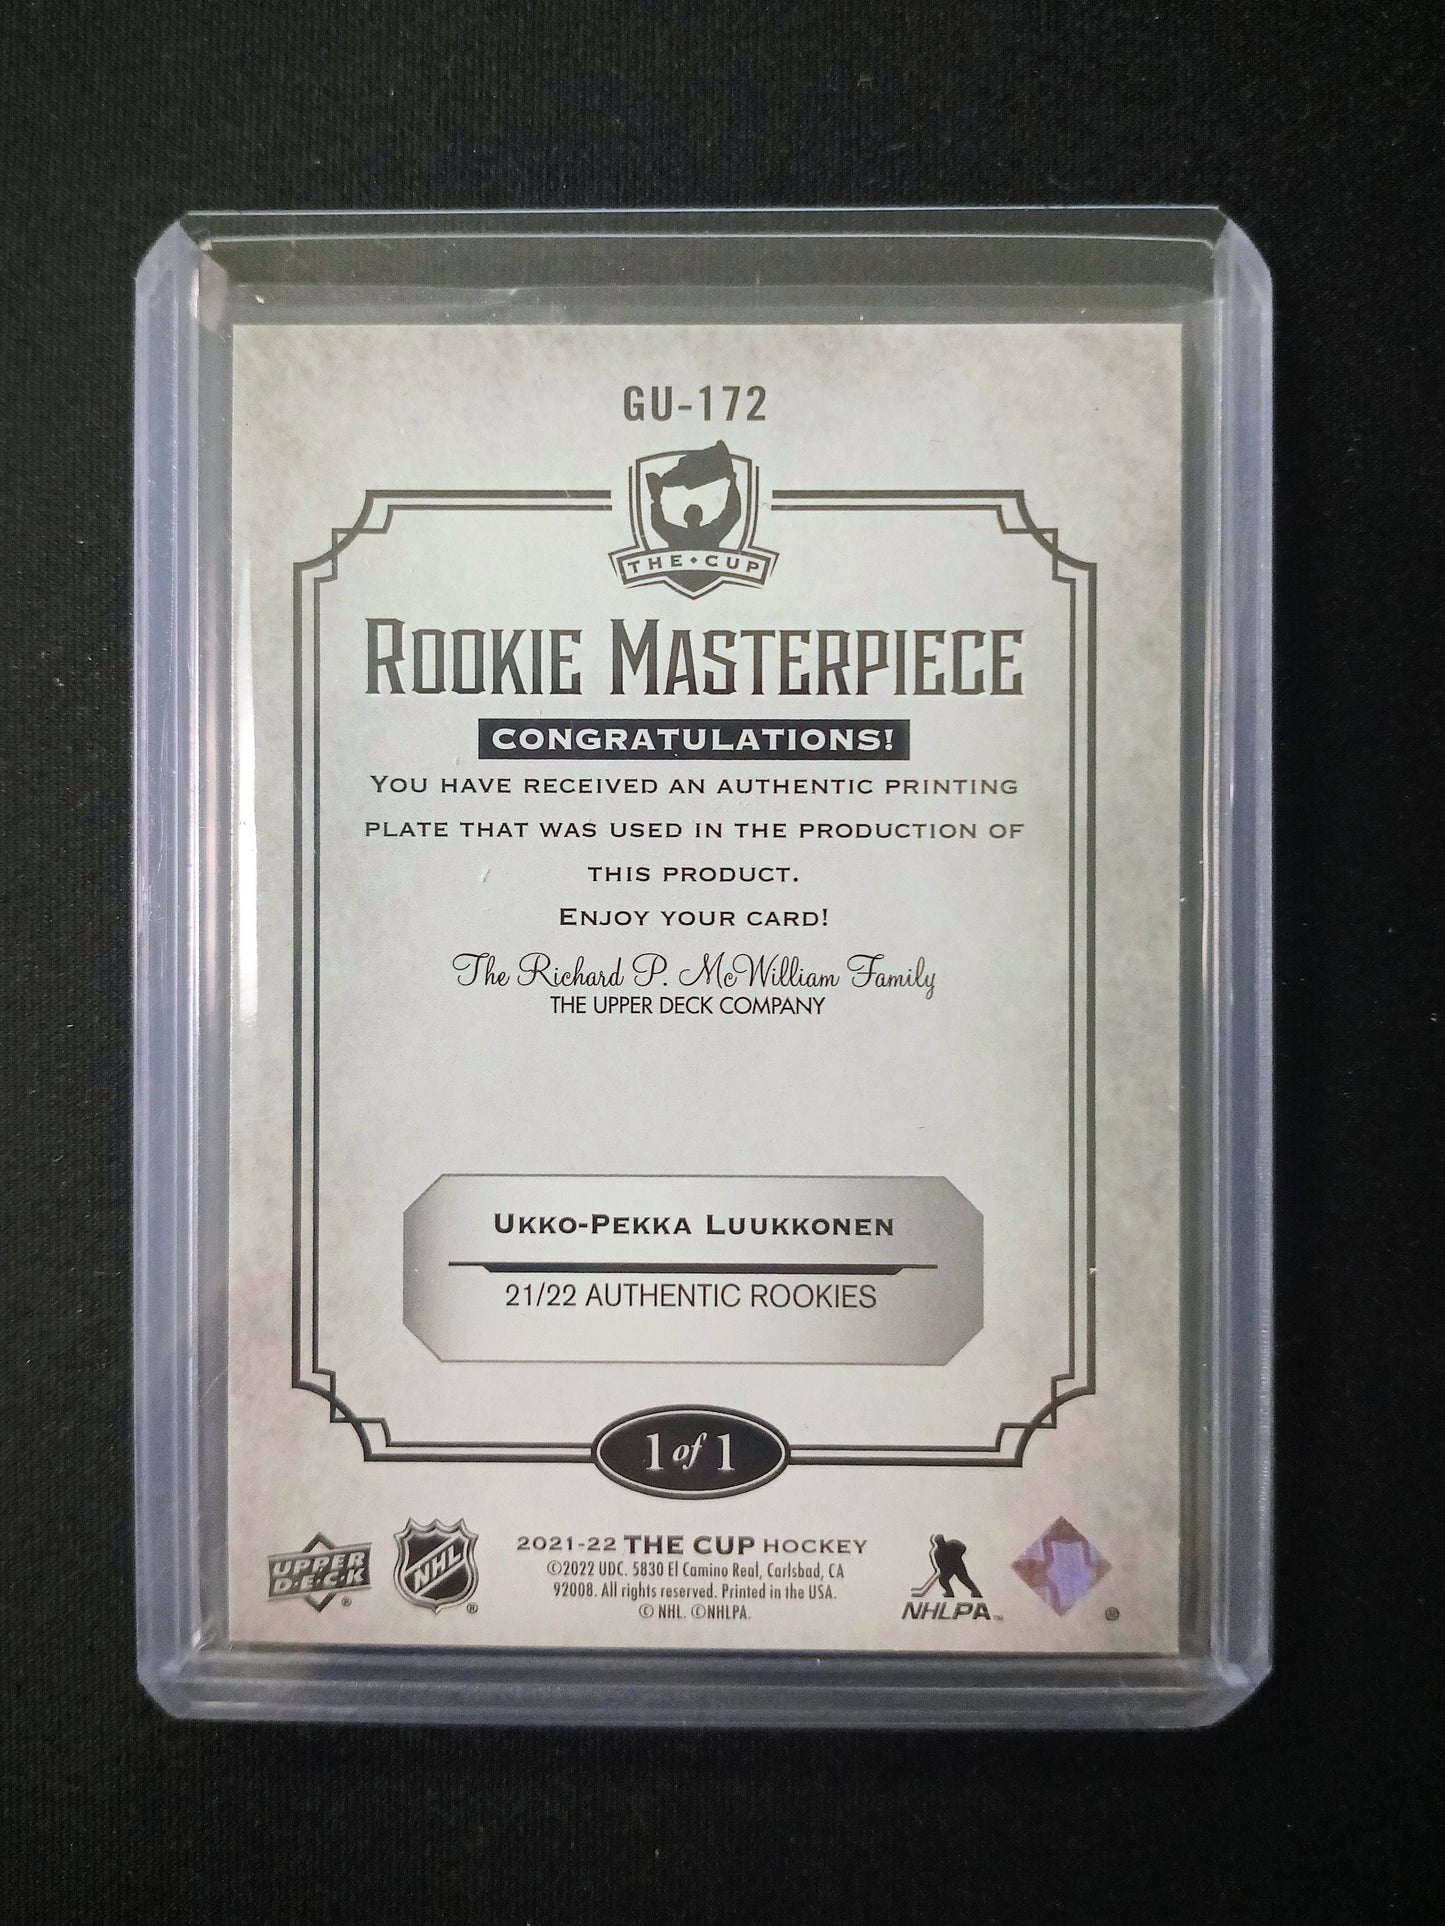 GU-172
THE • CUP
ROOKIE MASTERPIECE
CONGRATULATIONS!
YOU HAVE RECEIVED AN AUTHENTIC PRINTING
PLATE THAT WAS USED IN THE PRODUCTION OF
THIS PRODUCT.
ENJOY YOUR CARD!
The Richard P. McWilliam Family
THE UPPER DECK COMPANY
UKKO-PEKKA LUUKKONEN
21/22 AUTHENTIC ROOKIES
1 of 1
UPPER
D•E•C•K
®
NHL
®
2021-22 THE CUP HOCKEY
©2022 UDC. 5830 El Camino Real, Carlsbad, CA
92008. All rights reserved. Printed in the USA.
© NHL. ©NHLPA.
NHLPA™
®